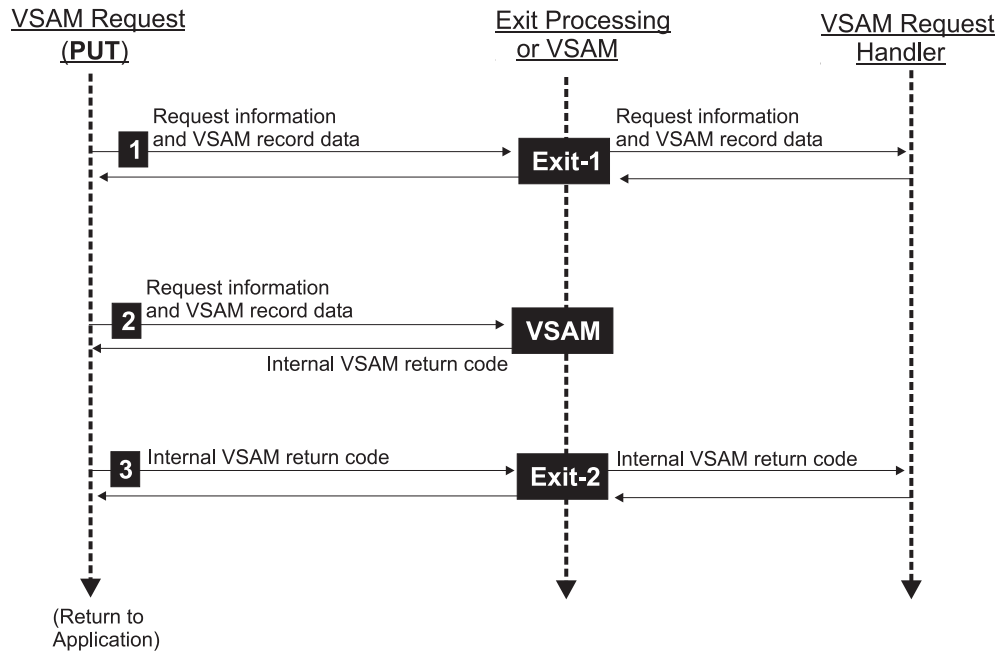 VSAM Request
(PUT)
Exit Processing
or VSAM
VSAM Request
Handler
Request information
and VSAM record data
1
Exit-1
Request information
and VSAM record data
Request information
and VSAM record data
2
VSAM
Internal VSAM return code
3
Internal VSAM return code
Exit-2
Internal VSAM return code
(Return to
Application)